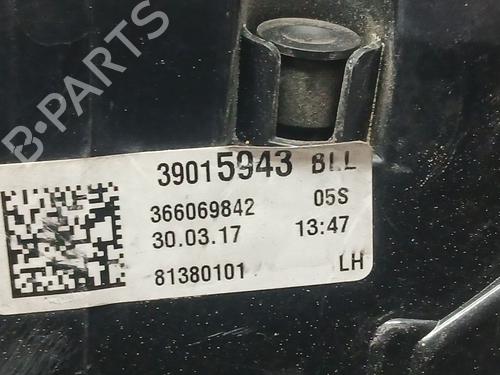 B-PARTS
39015943 BLL
366069842 05S
30.03.17 13:47
81380101 LH